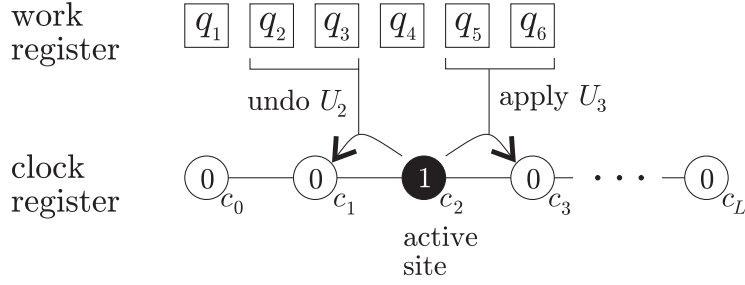 work
register
q₁ q₂ q₃ q₄ q₅ q₆
undo U₂
apply U₃
clock
register
0 0 1 0 ··· 0
c₀ c₁ c₂ c₃ c_L
active
site